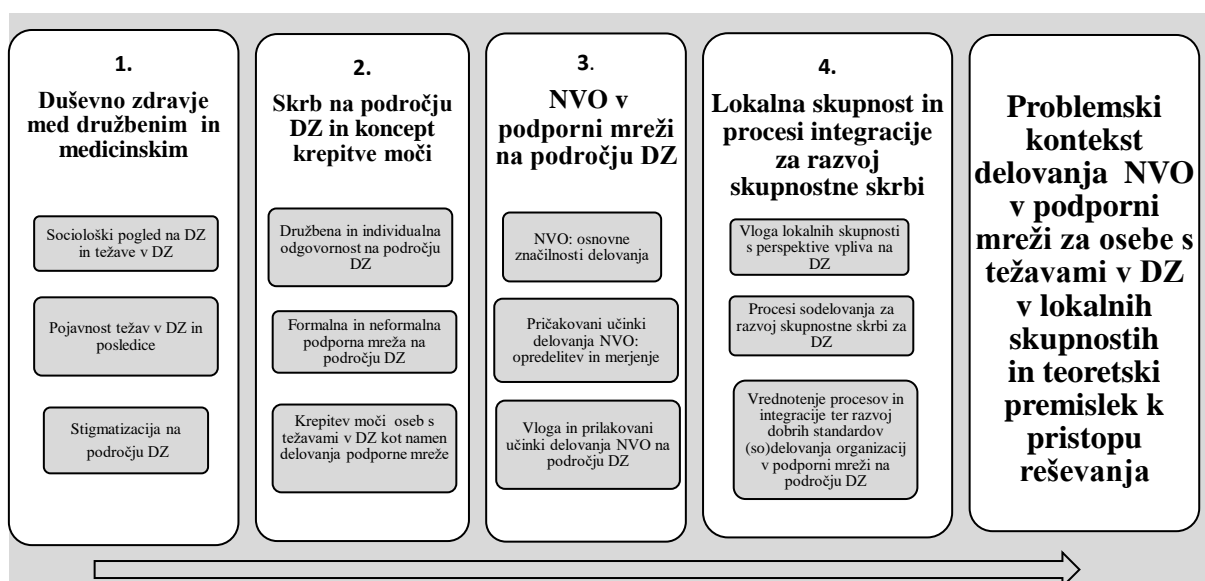 1.
Duševno zdravje
med družbenim in
medicinskim
Sociološki pogled na DZ
in težave v DZ
Pojavnost težav v DZ in
posledice
Stigmatizacija na
področju DZ
2.
Skrb na področju
DZ in koncept
krepitve moči
Družbena in individualna
odgovornost na področju
DZ
Formalna in neformalna
podporna mreža na
področju DZ
Krepitev moči oseb s
težavami v DZ kot namen
delovanja podporne mreže
3.
NVO v
podporni mreži
na področju DZ
NVO: osnovne
značilnosti delovanja
Pričakovani učinki
delovanja NVO:
opredelitev in merjenje
Vloga in prilakovani
učinki delovanja NVO na
področju DZ
4.
Lokalna skupnost in
procesi integracije
za razvoj
skupnostne skrbi
Vloga lokalnih skupnosti
s perspektive vpliva na
DZ
Procesi sodelovanja za
razvoj skupnostne skrbi za
DZ
Vrednotenje procesov in
integracije ter razvoj
dobrih standardov
(so)delovanja organizacij
v podporni mreži na
področju DZ
Problemski
kontekst
delovanja NVO
v podporni
mreži za osebe s
težavami v DZ
v lokalnih
skupnostih
in teoretski
premislek k
pristopu
reševanja